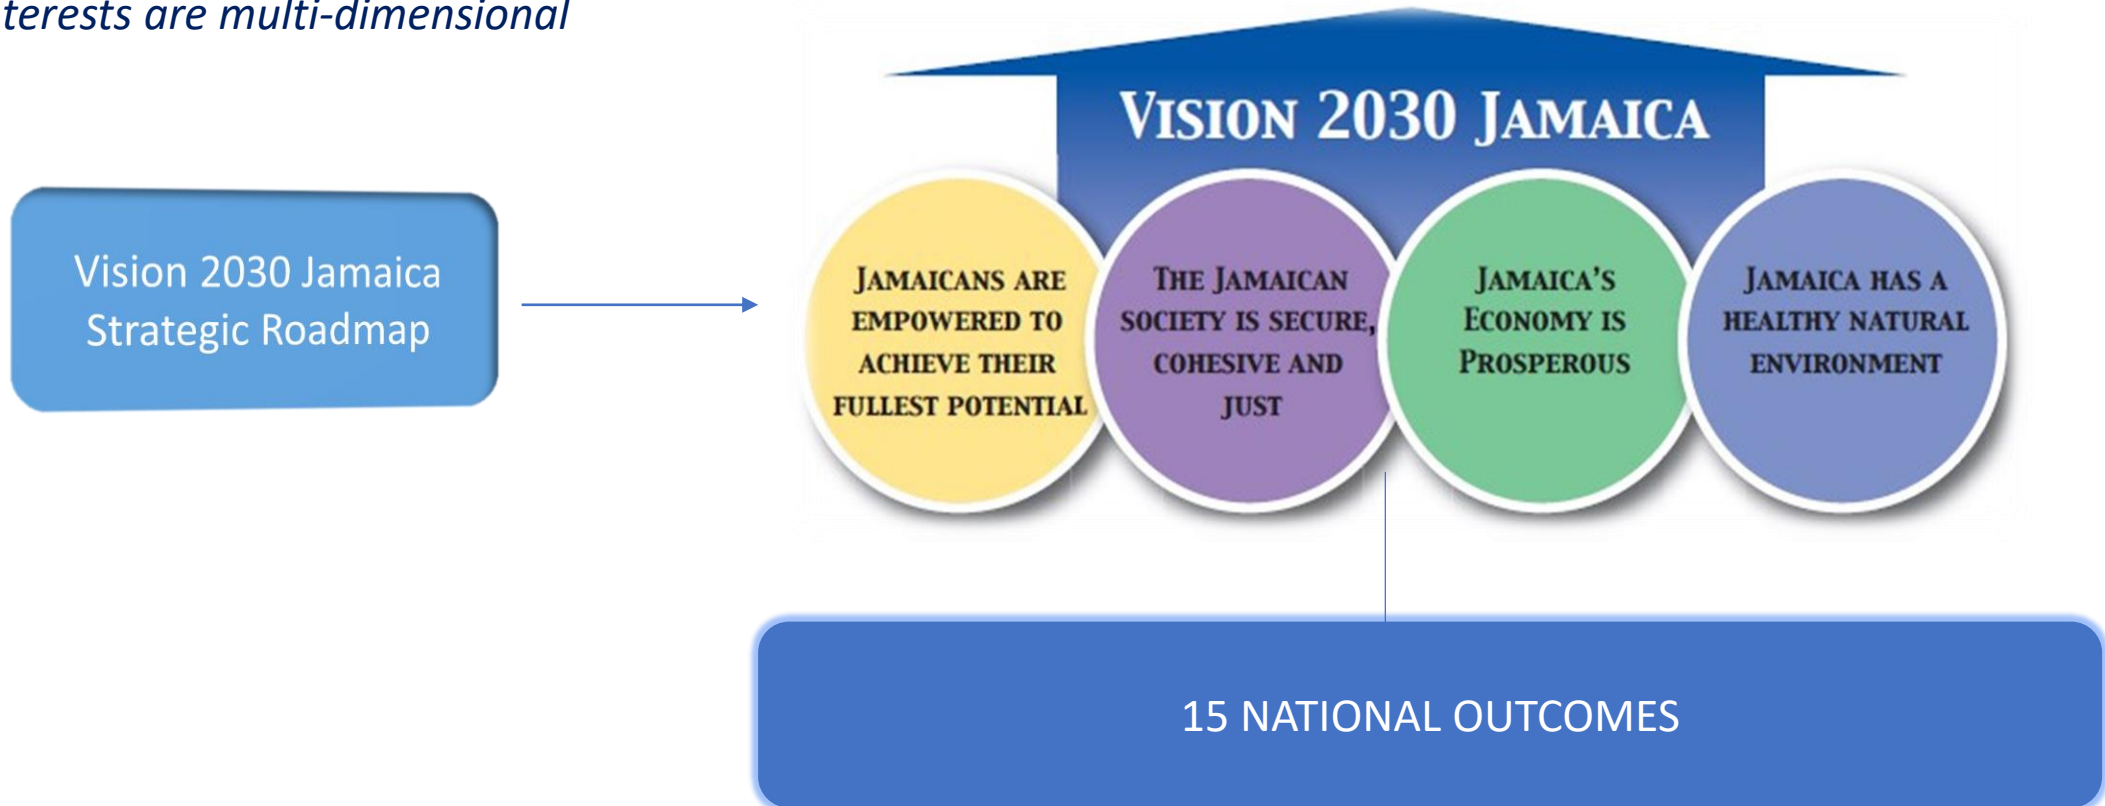 terests are multi-dimensional
VISION 2030 JAMAICA
Vision 2030 Jamaica
Strategic Roadmap
JAMAICANS ARE
EMPOWERED TO
ACHIEVE THEIR
FULLEST POTENTIAL
THE JAMAICAN
SOCIETY IS SECURE,
COHESIVE AND
JUST
JAMAICA'S
ECONOMY IS
PROSPEROUS
JAMAICA HAS A
HEALTHY NATURAL
ENVIRONMENT
15 NATIONAL OUTCOMES